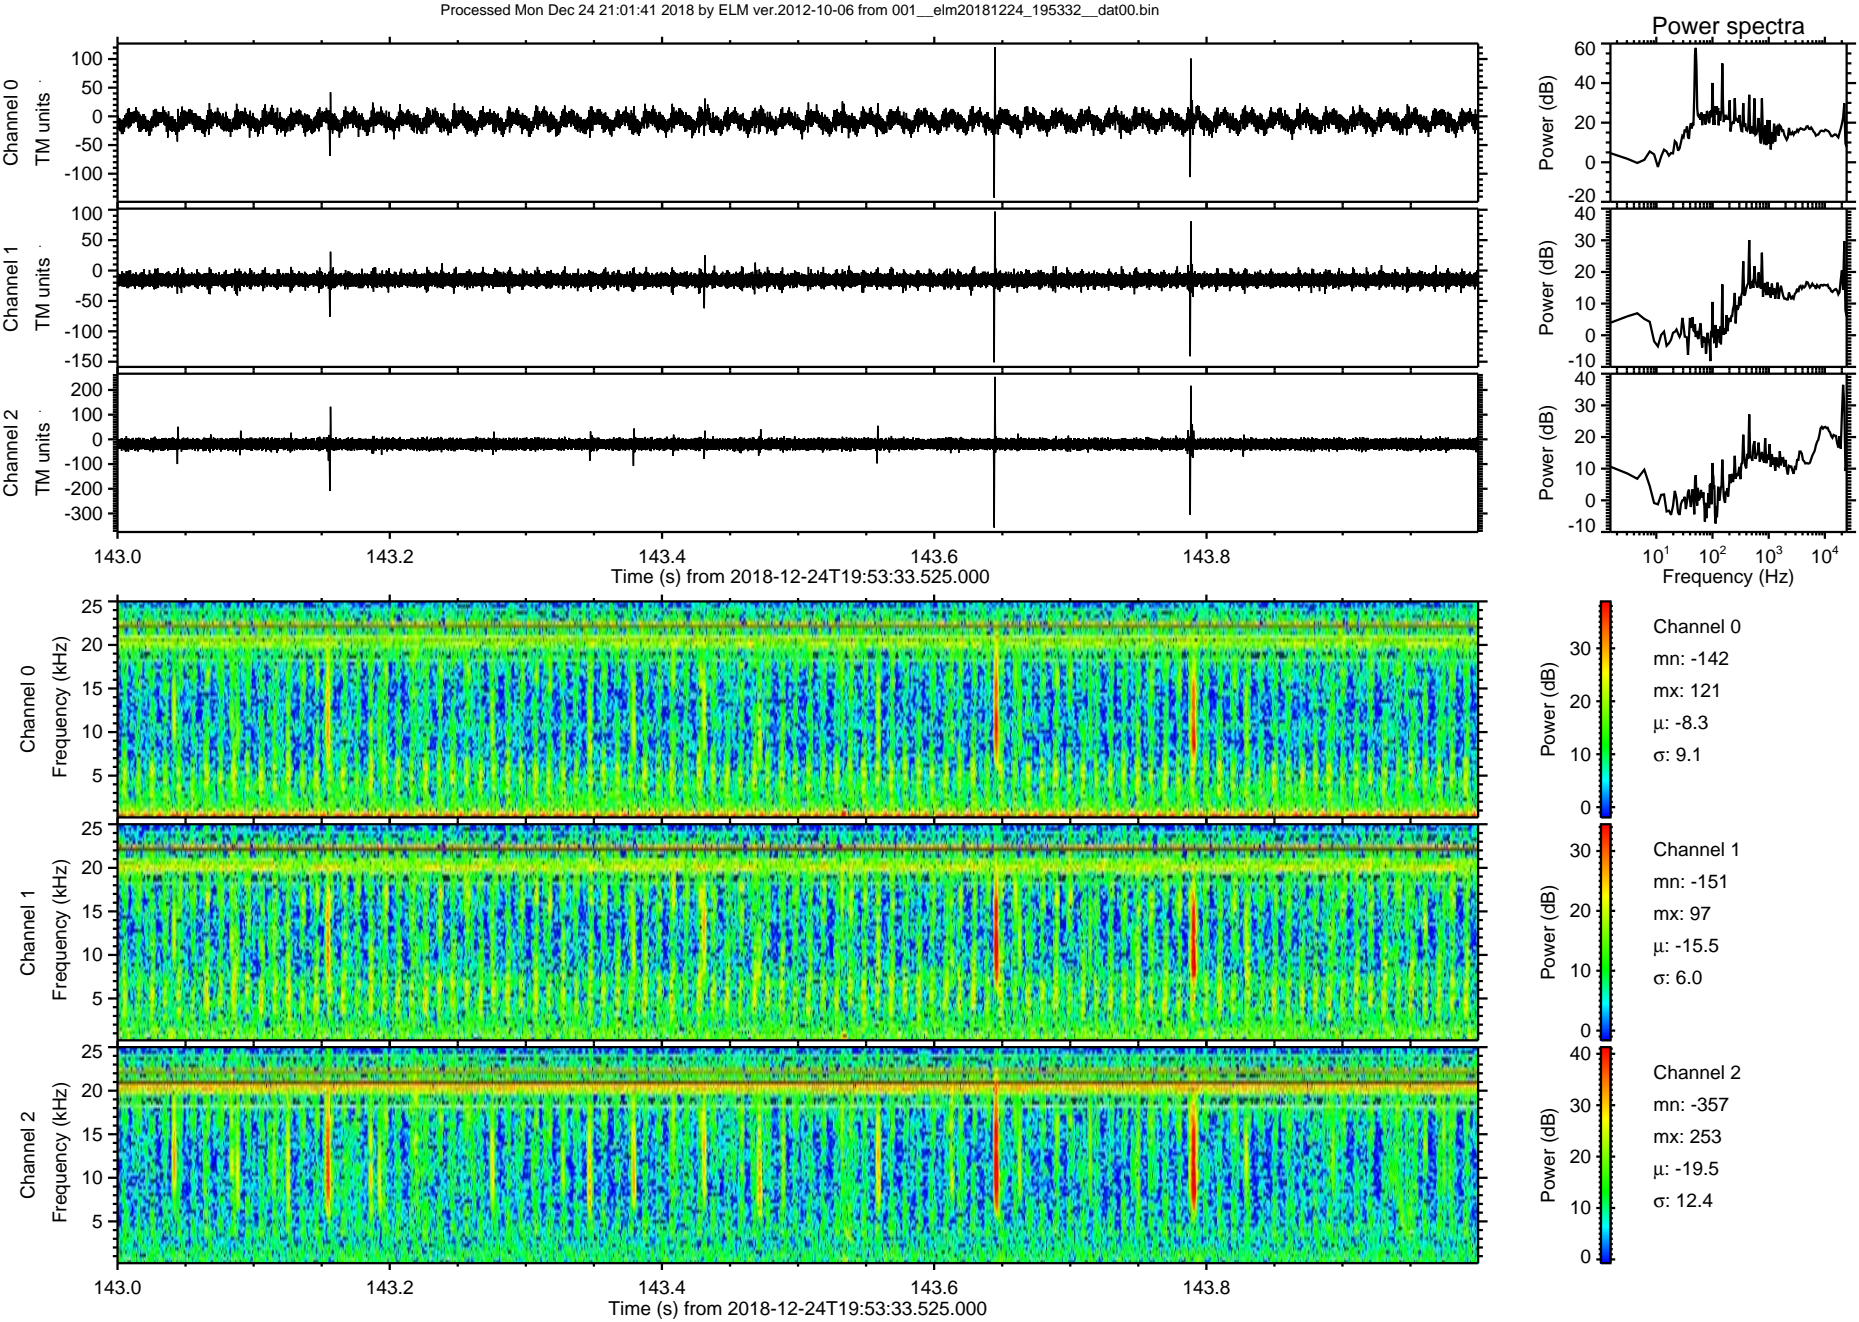 Processed Mon Dec 24 21:01:41 2018 by ELM ver.2012-10-06 from 001__elm20181224_195332__dat00.bin
Power spectra
Channel 0
TM units
100
50
0
-50
-100
Power (dB)
60
40
20
0
-20
Channel 1
TM units
100
50
0
-50
-100
-150
Power (dB)
40
30
20
10
0
-10
Channel 2
TM units
200
100
0
-100
-200
-300
Power (dB)
40
30
20
10
0
-10
143.0 143.2 143.4 143.6 143.8
Time (s) from 2018-12-24T19:53:33.525.000
10^1 10^2 10^3 10^4
Frequency (Hz)
Channel 0
Frequency (kHz)
25
20
15
10
5
Power (dB)
30
20
10
0
Channel 0
mn: -142
mx: 121
μ: -8.3
σ: 9.1
Channel 1
Frequency (kHz)
25
20
15
10
5
Power (dB)
30
20
10
0
Channel 1
mn: -151
mx: 97
μ: -15.5
σ: 6.0
Channel 2
Frequency (kHz)
25
20
15
10
5
Power (dB)
40
30
20
10
0
Channel 2
mn: -357
mx: 253
μ: -19.5
σ: 12.4
143.0 143.2 143.4 143.6 143.8
Time (s) from 2018-12-24T19:53:33.525.000